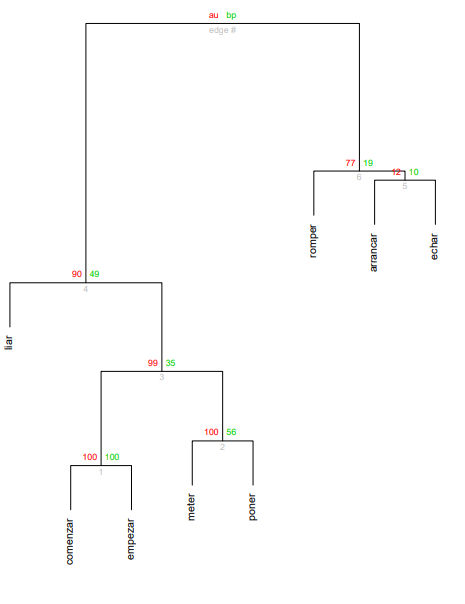 au bp
edge #
77 19
12 10
6
5
romper
arrancar
echar
90 49
4
liar
99 35
3
100 56
2
100 100
1
meter
poner
comenzar
empezar